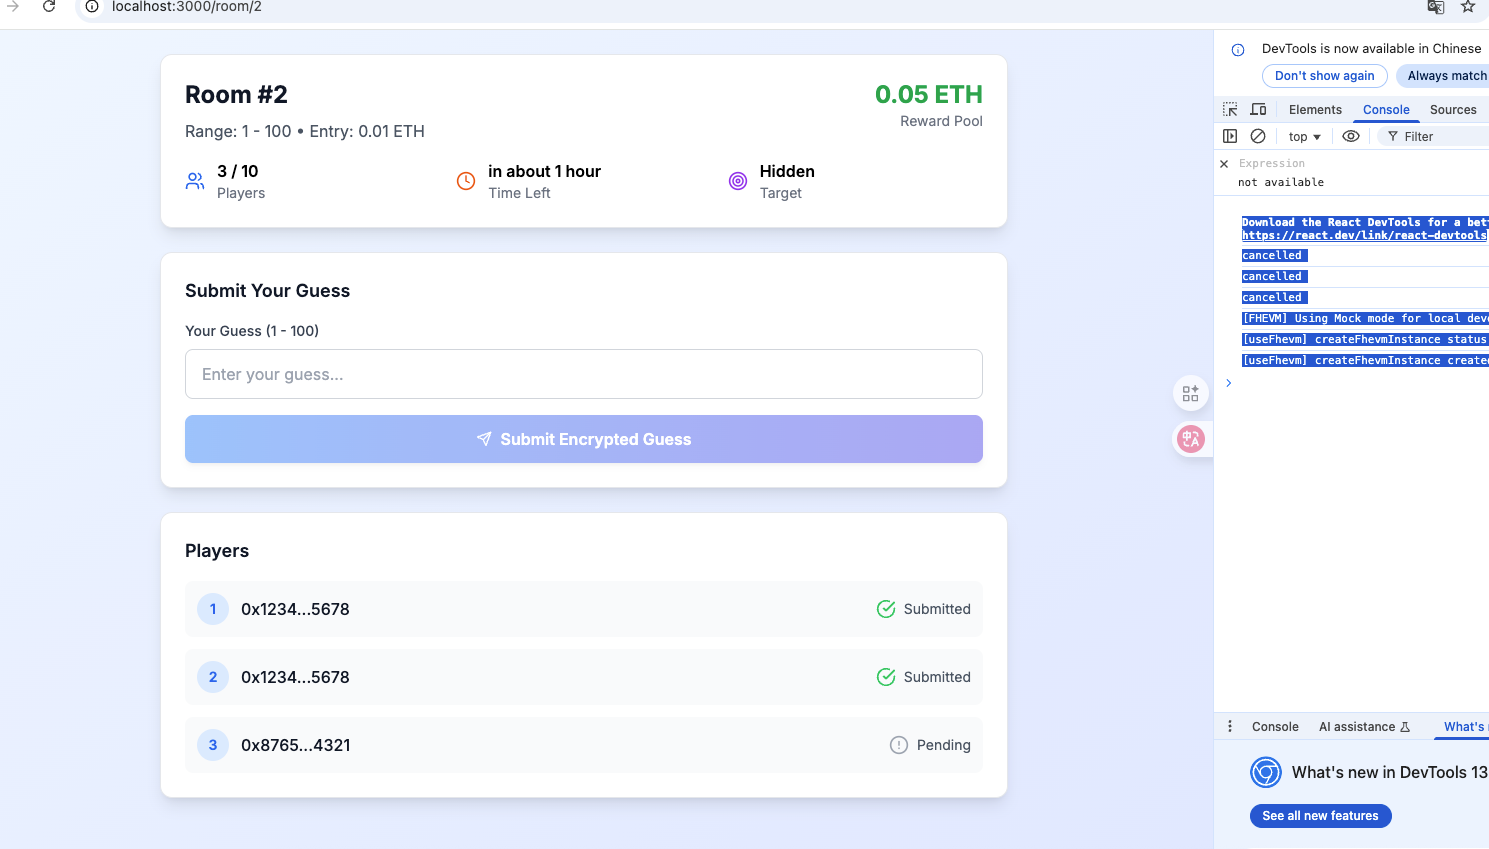 localhost:3000/room/2
Room #2
0.05 ETH
Range: 1 - 100 • Entry: 0.01 ETH
Reward Pool
3 / 10
Players
in about 1 hour
Time Left
Hidden
Target
Submit Your Guess
Your Guess (1 - 100)
Enter your guess...
Submit Encrypted Guess
Players
1 0x1234...5678 Submitted
2 0x1234...5678 Submitted
3 0x8765...4321 Pending
DevTools is now available in Chinese
Don't show again
Always match
Elements Console Sources
top Filter
Expression
not available
Download the React DevTools for a bet
https://react.dev/link/react-devtools
cancelled
cancelled
cancelled
[FHEVM] Using Mock mode for local dev
[useFhevm] createFhevmInstance status
[useFhevm] createFhevmInstance create
Console AI assistance What's
What's new in DevTools 13
See all new features